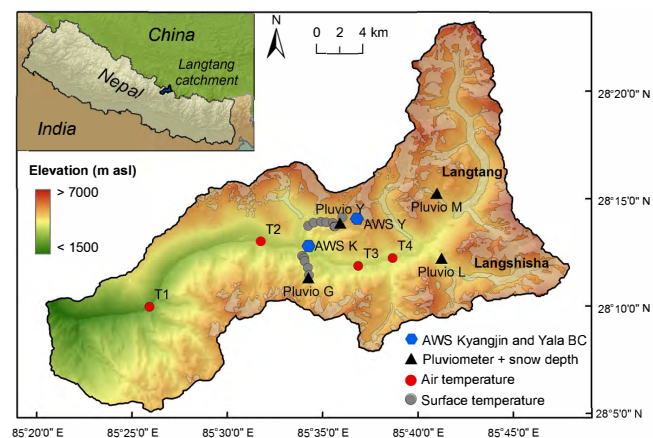 China
Langtang
catchment
Nepal
India
N
0 2 4 km
Elevation (m asl)
> 7000
< 1500
28°20'0" N
28°15'0" N
28°10'0" N
28°5'0" N
Langtang
Pluvio M
Pluvio Y
AWS Y
T2
AWS K
T3
T4
Pluvio L
Langshisha
Pluvio G
T1
AWS Kyangjin and Yala BC
Pluviometer + snow depth
Air temperature
Surface temperature
85°20'0" E
85°25'0" E
85°30'0" E
85°35'0" E
85°40'0" E
85°45'0" E